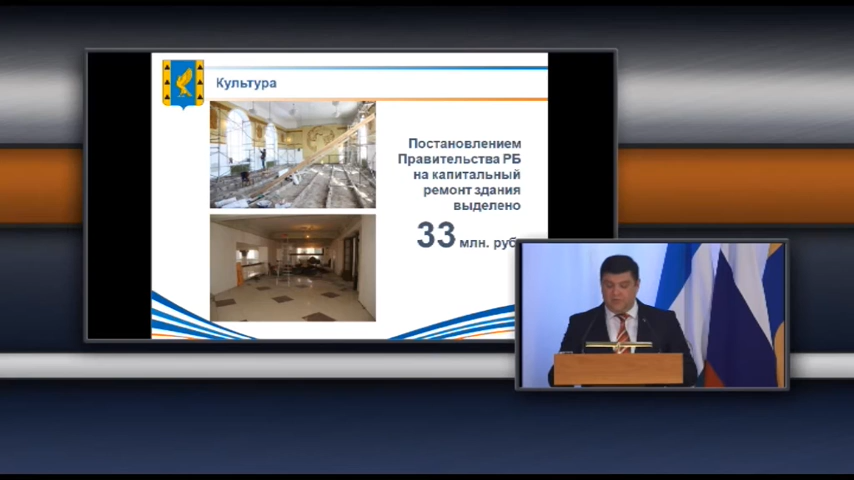 Культура
Постановлением
Правительства РБ
на капитальный
ремонт здания
выделено
33 млн. руб